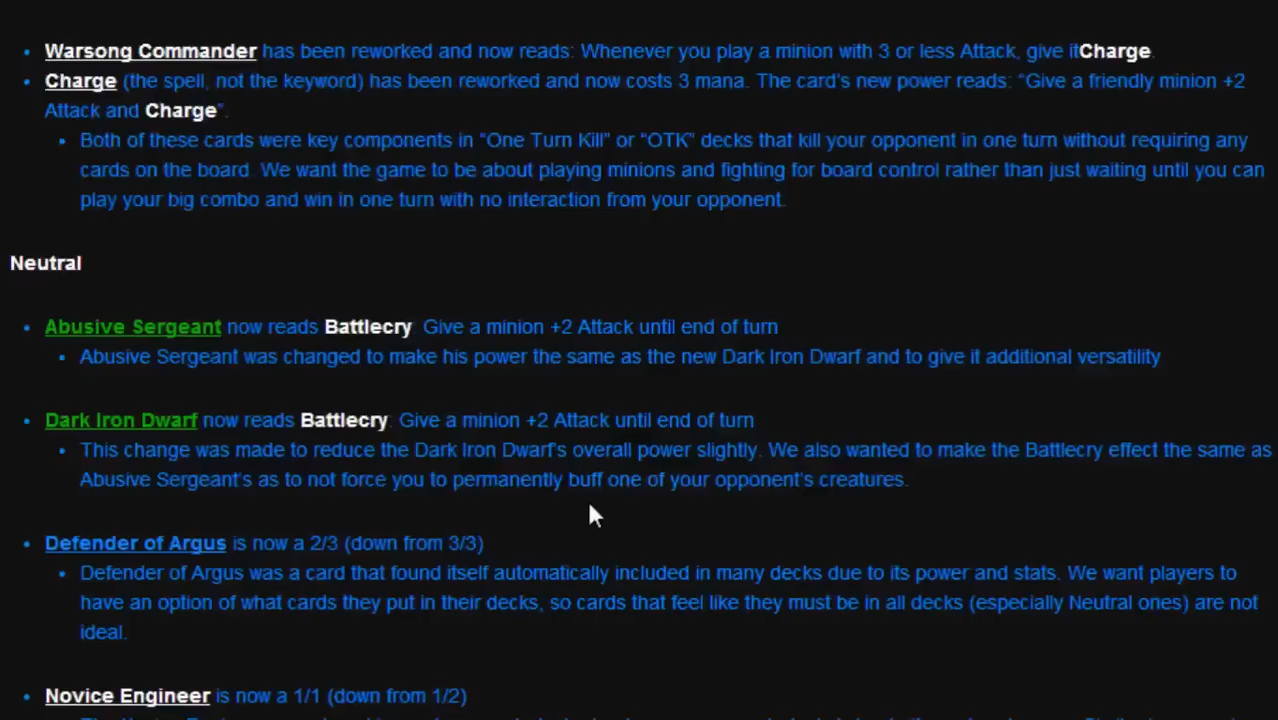 Warsong Commander has been reworked and now reads: Whenever you play a minion with 3 or less Attack, give itCharge.
Charge (the spell, not the keyword) has been reworked and now costs 3 mana. The card's new power reads: "Give a friendly minion +2
Attack and Charge".
Both of these cards were key components in "One Turn Kill" or "OTK" decks that kill your opponent in one turn without requiring any
cards on the board. We want the game to be about playing minions and fighting for board control rather than just waiting until you can
play your big combo and win in one turn with no interaction from your opponent.
Neutral
Abusive Sergeant now reads Battlecry: Give a minion +2 Attack until end of turn
Abusive Sergeant was changed to make his power the same as the new Dark Iron Dwarf and to give it additional versatility
Dark Iron Dwarf now reads Battlecry: Give a minion +2 Attack until end of turn
This change was made to reduce the Dark Iron Dwarf's overall power slightly. We also wanted to make the Battlecry effect the same as
Abusive Sergeant's as to not force you to permanently buff one of your opponent's creatures.
Defender of Argus is now a 2/3 (down from 3/3)
Defender of Argus was a card that found itself automatically included in many decks due to its power and stats. We want players to
have an option of what cards they put in their decks, so cards that feel like they must be in all decks (especially Neutral ones) are not
ideal.
Novice Engineer is now a 1/1 (down from 1/2)